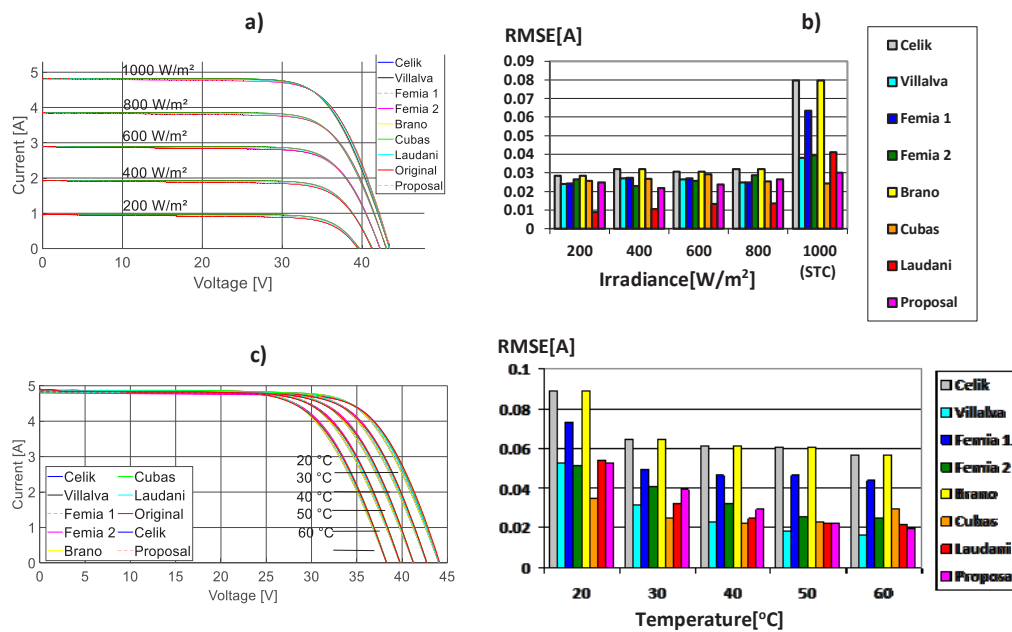 a)
Current [A]
5
4
3
2
1
0
1000 W/m²
800 W/m²
600 W/m²
400 W/m²
200 W/m²
0
10
20
30
40
Voltage [V]
Celik
Villalva
Femia 1
Femia 2
Brano
Cubas
Laudani
Original
Proposal
b)
RMSE[A]
0.09
0.08
0.07
0.06
0.05
0.04
0.03
0.02
0.01
0
200
400
600
800
1000
(STC)
Irradiance[W/m²]
Celik
Villalva
Femia 1
Femia 2
Brano
Cubas
Laudani
Proposal
c)
Current [A]
5
4
3
2
1
0
20 °C
30 °C
40 °C
50 °C
60 °C
Celik
Villalva
Femia 1
Femia 2
Brano
Cubas
Laudani
Original
Celik
Proposal
0
5
10
15
20
25
30
35
40
45
Voltage [V]
RMSE[A]
0.1
0.08
0.06
0.04
0.02
0
20
30
40
50
60
Temperature[°C]
Celik
Villalva
Femia 1
Femia 2
Brano
Cubas
Laudani
Proposal